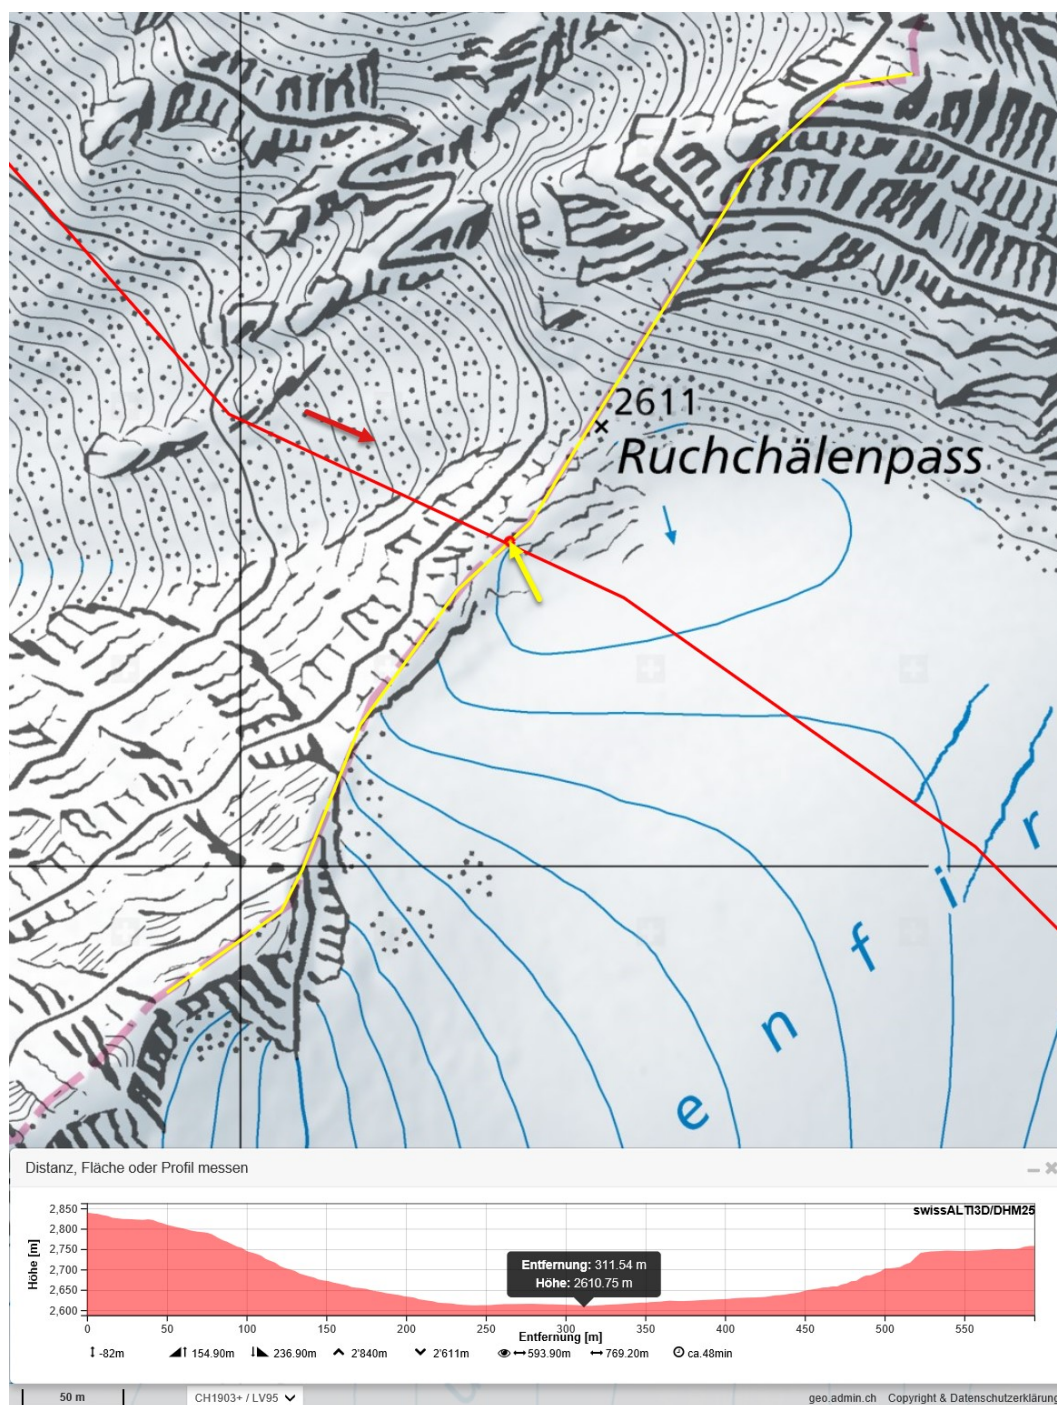 2611
Ruchchälenpass
r
i
f
n
e
Distanz, Fläche oder Profil messen
swissALTI3D/DHM25
Höhe [m]
2,850
2,800
2,750
2,700
2,650
2,600
Entfernung: 311.54 m
Höhe: 2610.75 m
0 50 100 150 200 250 300 350 400 450 500 550
Entfernung [m]
-82m 154.90m 236.90m 2'840m 2'611m 593.90m 769.20m ca.48min
50 m CH1903+ / LV95 geo.admin.ch Copyright & Datenschutzerklärung